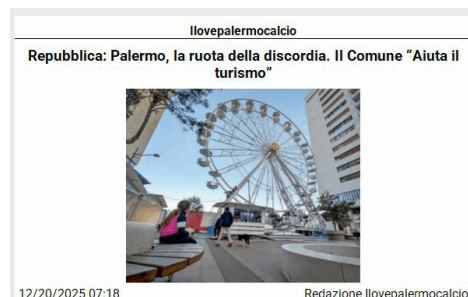 Ilovepalermocalcio
Repubblica: Palermo, la ruota della discordia. Il Comune “Aiuta il
turismo”
12/20/2025 07:18
Redazione Ilovepalermocalcio